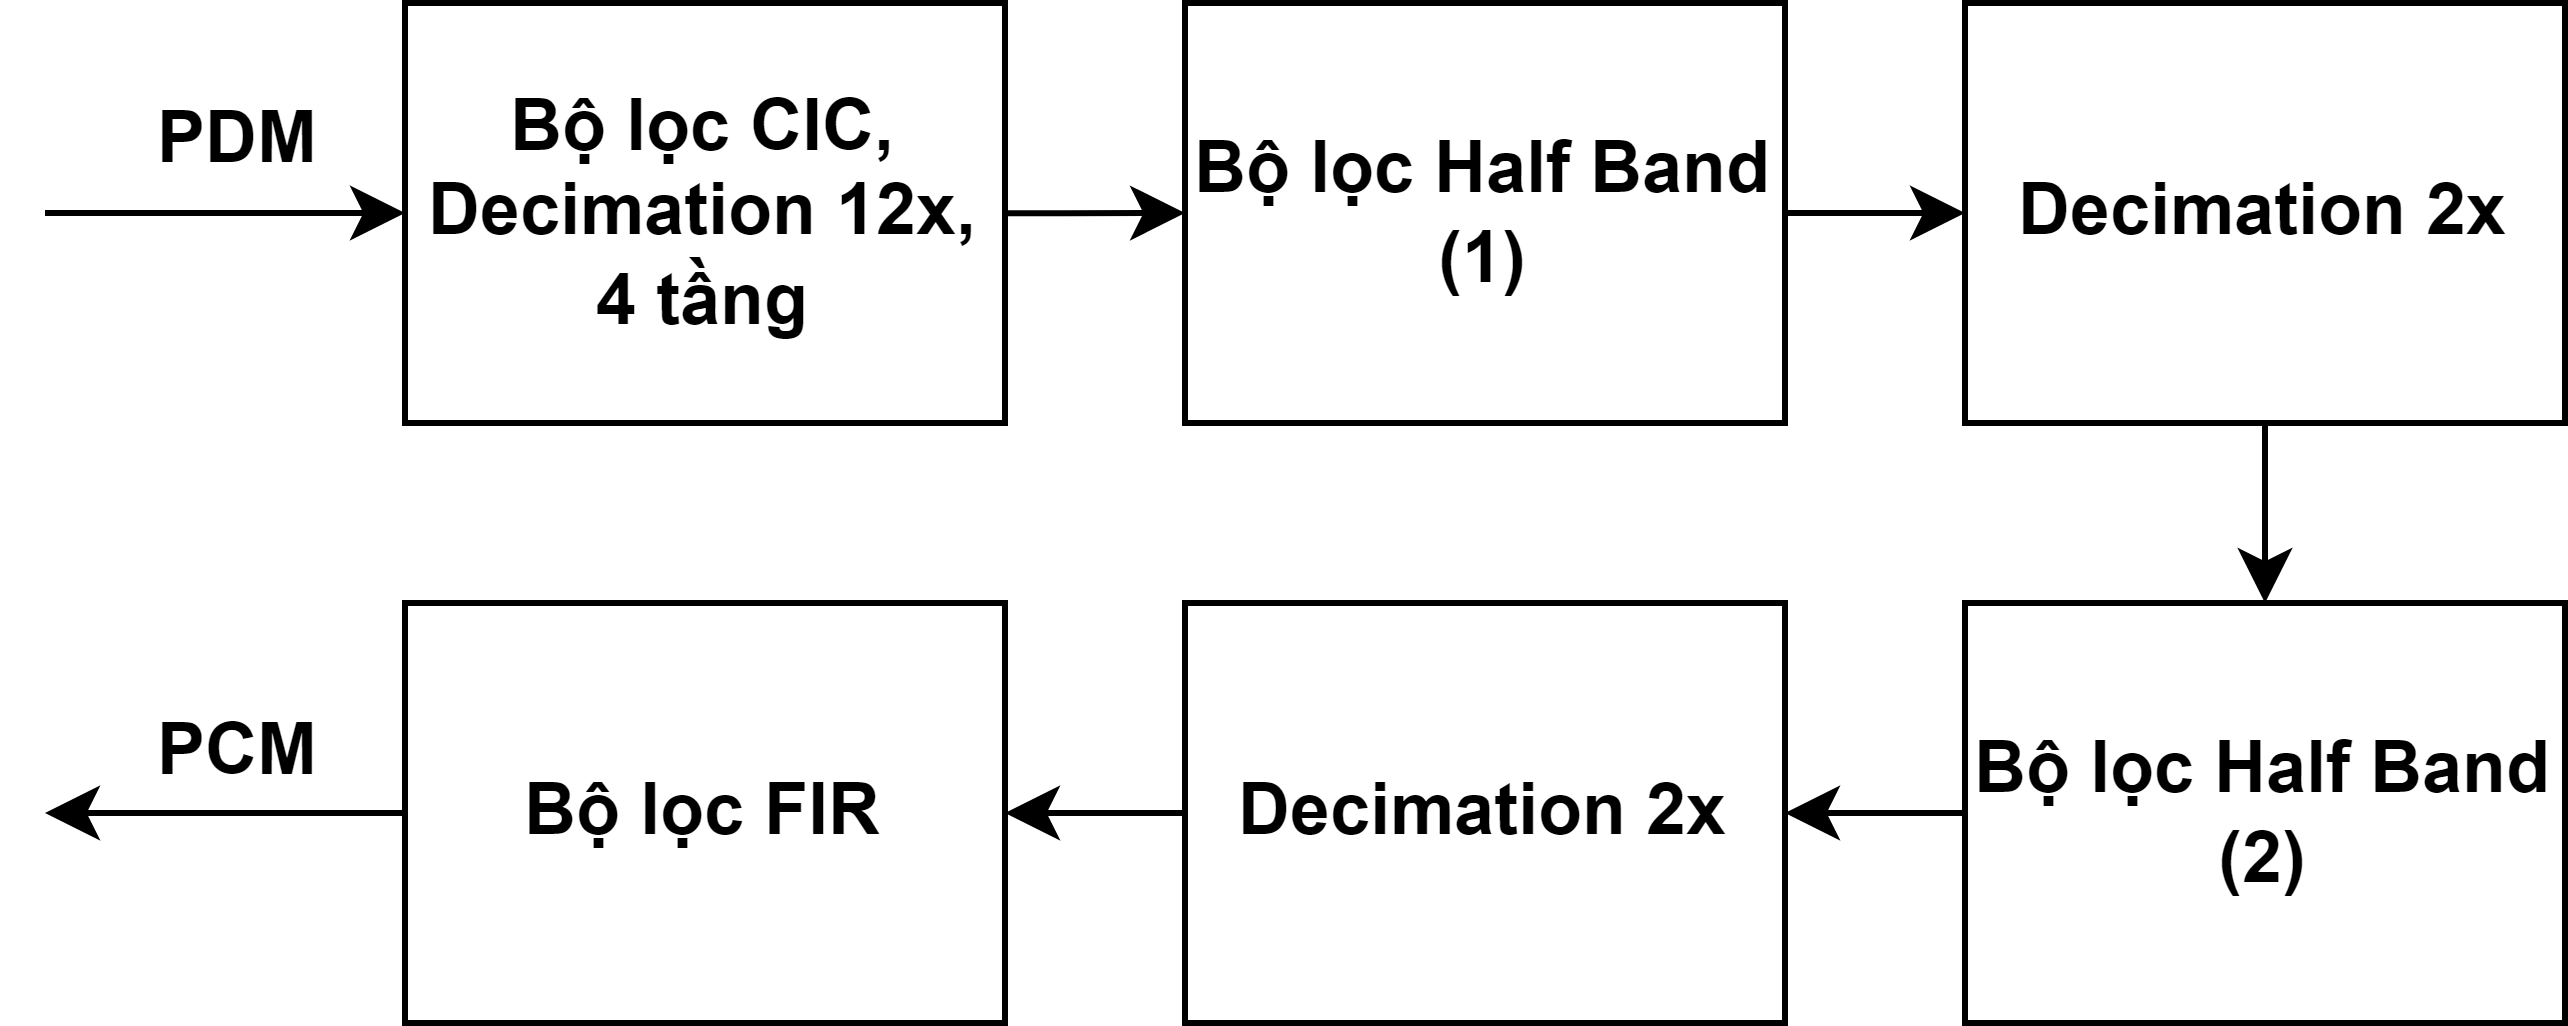 PDM
Bộ lọc CIC,
Decimation 12x,
4 tầng
Bộ lọc Half Band
(1)
Decimation 2x
Bộ lọc Half Band
(2)
Decimation 2x
Bộ lọc FIR
PCM